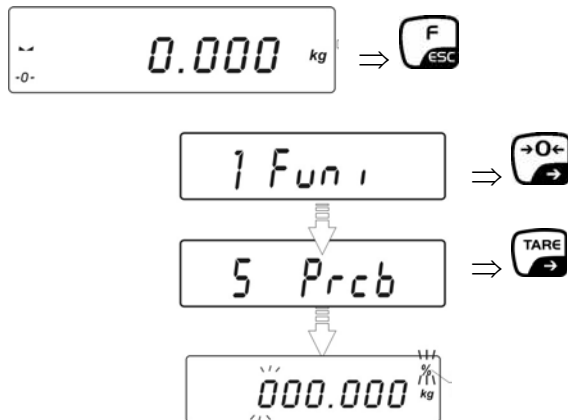 0.000 kg
-0-
F
ESC
1 Funi
→0←
→
5 Prcb
TARE
→
%
000.000 kg